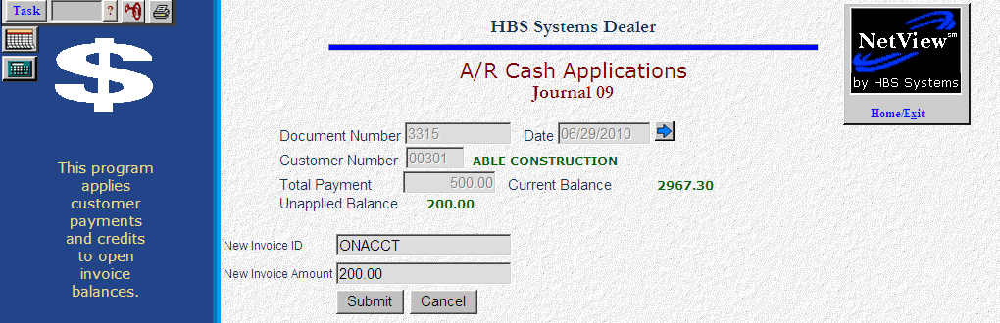 Task ?
HBS Systems Dealer
NetView℠
by HBS Systems
Home/Exit
A/R Cash Applications
Journal 09
Document Number 3315 Date 06/29/2010
Customer Number 00301 ABLE CONSTRUCTION
Total Payment 500.00 Current Balance 2967.30
Unapplied Balance 200.00
This program
applies
customer
payments
and credits
to open
invoice
balances.
New Invoice ID ONACCT
New Invoice Amount 200.00
Submit Cancel